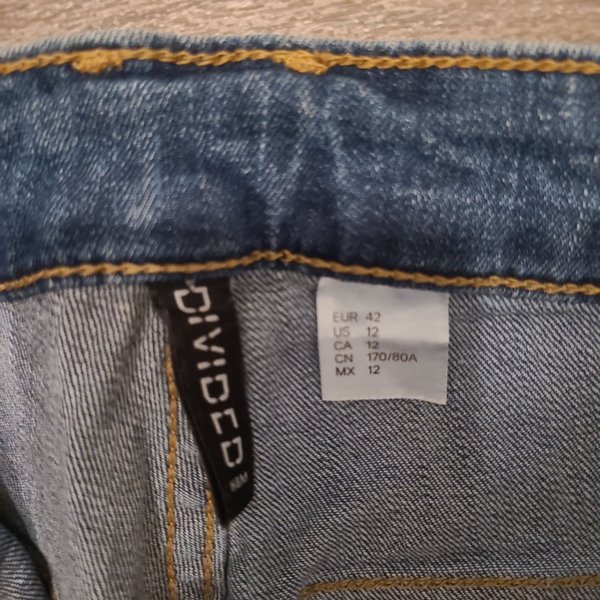 DIVIDED
H&M
EUR 42
US 12
CA 12
CN 170/80A
MX 12